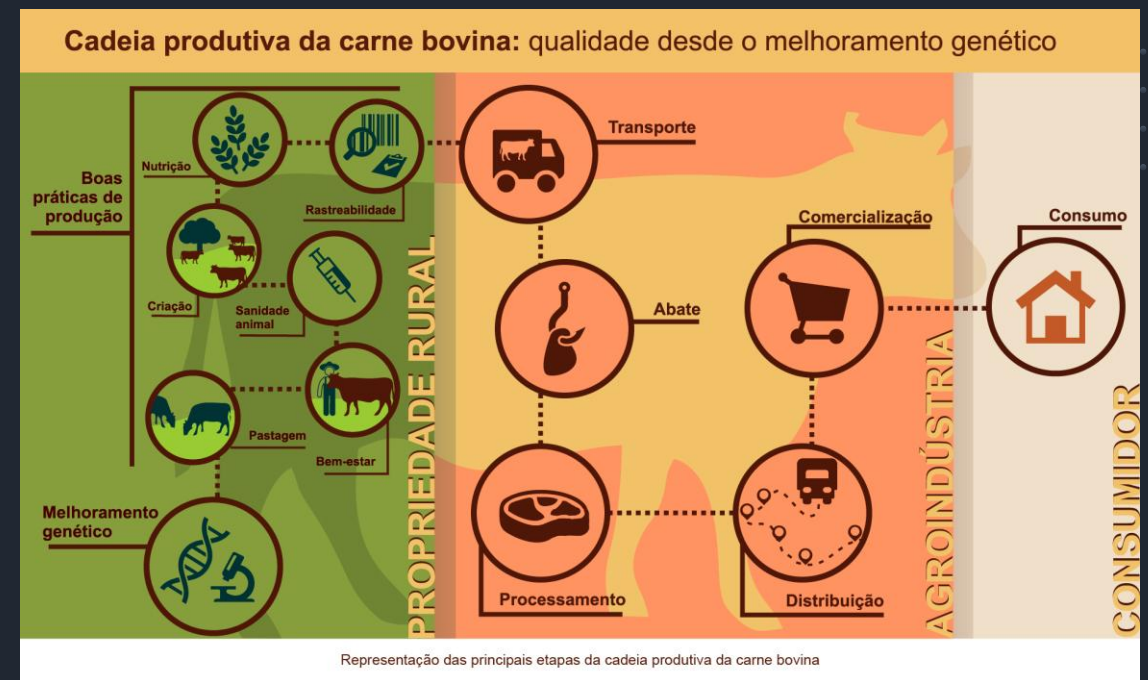 Cadeia produtiva da carne bovina: qualidade desde o melhoramento genético
Boas
práticas de
produção
Nutrição
Rastreabilidade
Criação
Sanidade
animal
Pastagem
Bem-estar
Melhoramento
genético
PROPRIEDADE RURAL
Transporte
Abate
Processamento
Comercialização
Distribuição
AGROINDÚSTRIA
Consumo
CONSUMIDOR
Representação das principais etapas da cadeia produtiva da carne bovina